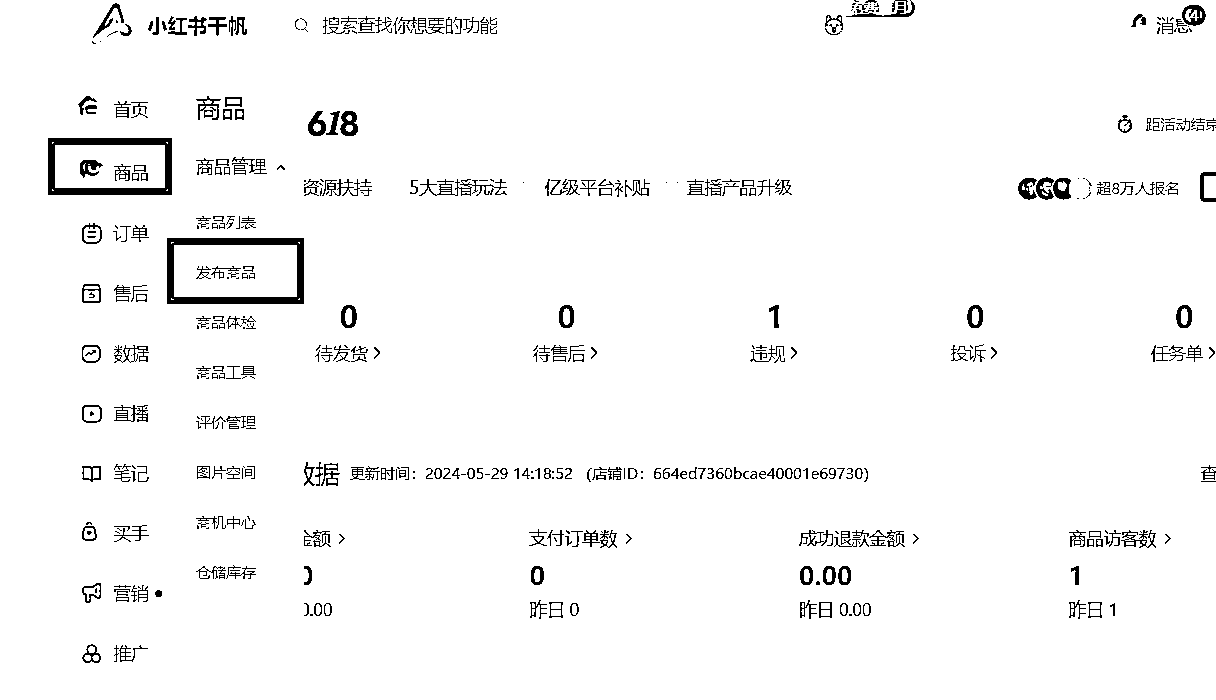 小红书千帆
搜索查找你想要的功能
消息
首页
商品
订单
售后
数据
直播
笔记
买手
营销
推广
商品
商品管理
商品列表
发布商品
商品体验
商品工具
评价管理
图片空间
商机中心
仓储库存
618
距活动结束
资源扶持 5大直播玩法 亿级平台补贴 直播产品升级
超8万人报名
0 0 1 0 0
待发货 待售后 违规 投诉 任务单
数据 更新时间：2024-05-29 14:18:52 (店铺ID：664ed7360bcae40001e69730) 查
金额 支付订单数 成功退款金额 商品访客数
0 0 0.00 1
0.00 昨日 0 昨日 0.00 昨日 1